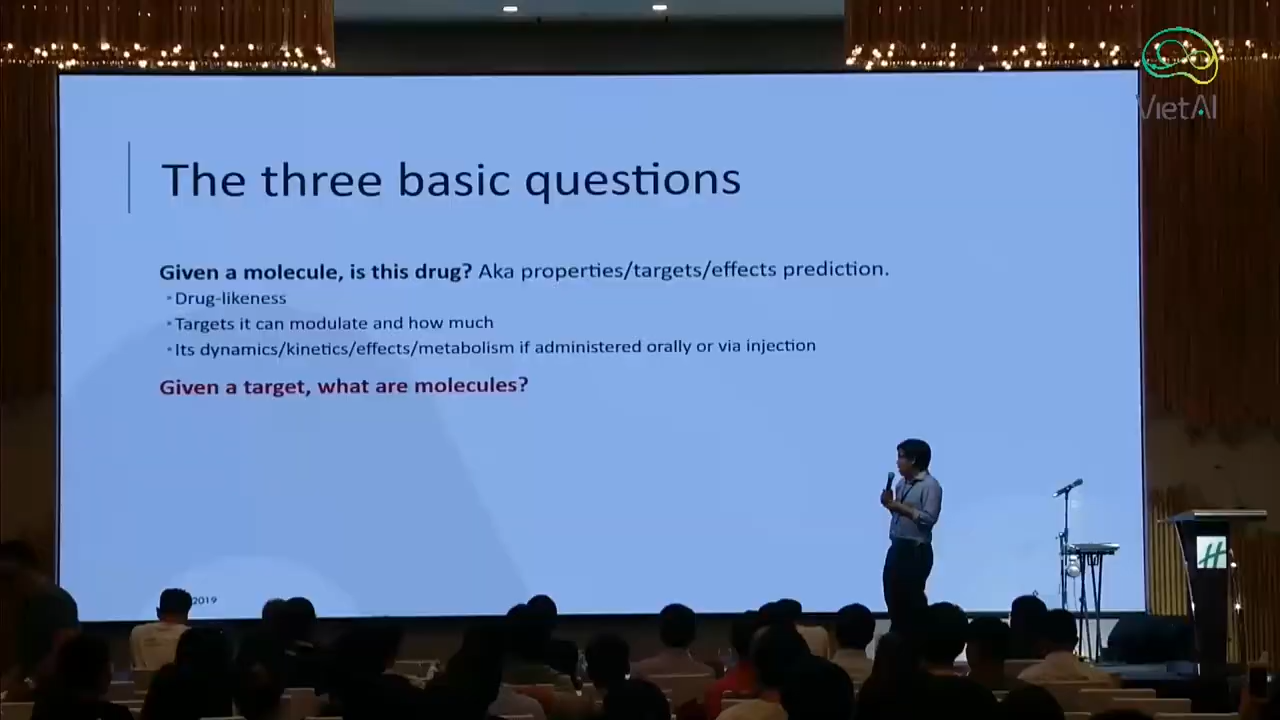 VietAI
The three basic questions
Given a molecule, is this drug? Aka properties/targets/effects prediction.
Drug-likeness
Targets it can modulate and how much
Its dynamics/kinetics/effects/metabolism if administered orally or via injection
Given a target, what are molecules?
2019
H